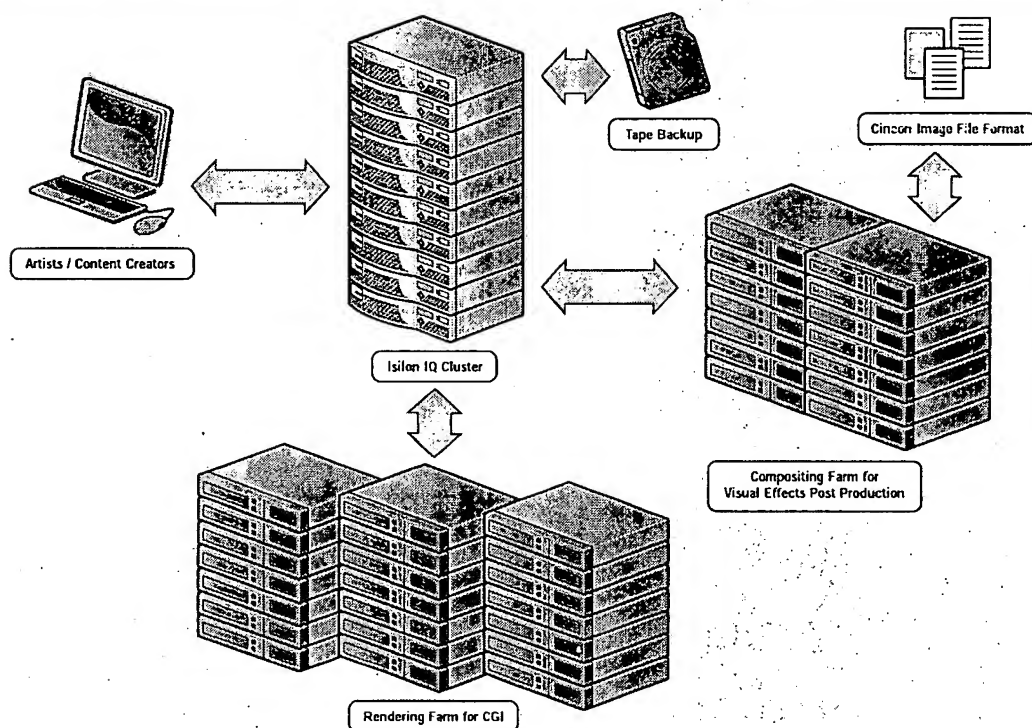 Tape Backup
Cineon Image File Format
Artists / Content Creators
Isilon IQ Cluster
Compositing Farm for
Visual Effects Post Production
Rendering Farm for CGI